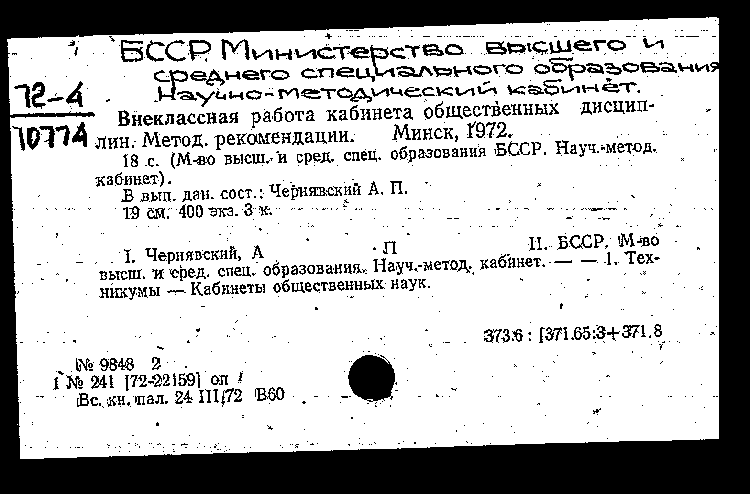 БССР. Министерство высшего и
среднего специального образования
Научно-методический кабинет.
72-4
10774
Внеклассная работа кабинета общественных дисцип-
лин. Метод. рекомендации. Минск, 1972.
18 с. (М-во высш. и сред. спец. образования БССР. Науч.-метод.
кабинет).
В вып. дан. сост.: Чернявский А. П.
19 см. 400 экз. 3 к.
I. Чернявский, А П II. БССР. М-во
высш. и сред. спец. образования. Науч.-метод. кабинет. — — 1. Тех-
никумы — Кабинеты общественных наук.
373.6 : [371.65:3+371.8
№ 9848 2
1 № 241 [72-22159] оп
Вс. кн. пал. 24 III 72 В60